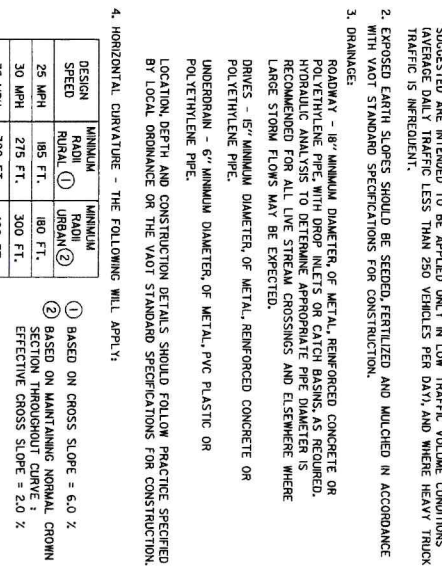 SUGGESTED ARE INTENDED TO BE APPLIED ONLY IN LOW TRAFFIC VOLUME CONDITIONS
(AVERAGE DAILY TRAFFIC LESS THAN 250 VEHICLES PER DAY), AND WHERE HEAVY TRUCK
TRAFFIC IS INFREQUENT.
2. EXPOSED EARTH SLOPES SHOULD BE SEEDED, FERTILIZED AND MULCHED IN ACCORDANCE
WITH VAOT STANDARD SPECIFICATIONS FOR CONSTRUCTION.
3. DRAINAGE:
ROADWAY - 18" MINIMUM DIAMETER, OF METAL, REINFORCED CONCRETE OR
POLYETHYLENE PIPE, WITH DROP INLETS OR CATCH BASINS, AS REQUIRED.
HYDRAULIC ANALYSIS TO DETERMINE APPROPRIATE PIPE DIAMETER IS
RECOMMENDED FOR ALL LIVE STREAM CROSSINGS AND ELSEWHERE WHERE
LARGE STORM FLOWS MAY BE EXPECTED.
DRIVES - 15" MINIMUM DIAMETER, OF METAL, REINFORCED CONCRETE OR
POLYETHYLENE PIPE.
UNDERDRAIN - 6" MINIMUM DIAMETER, OF METAL, PVC PLASTIC OR
POLYETHYLENE PIPE.
LOCATION, DEPTH AND CONSTRUCTION DETAILS SHOULD FOLLOW PRACTICE SPECIFIED
BY LOCAL ORDINANCE OR THE VAOT STANDARD SPECIFICATIONS FOR CONSTRUCTION.
4. HORIZONTAL CURVATURE - THE FOLLOWING WILL APPLY:
DESIGN SPEED MINIMUM RADII RURAL ① MINIMUM RADII URBAN ②
25 MPH 185 FT. 180 FT.
30 MPH 275 FT. 300 FT.
① BASED ON CROSS SLOPE = 6.0 %
② BASED ON MAINTAINING NORMAL CROWN
SECTION THROUGHOUT CURVE :
EFFECTIVE CROSS SLOPE = 2.0 %